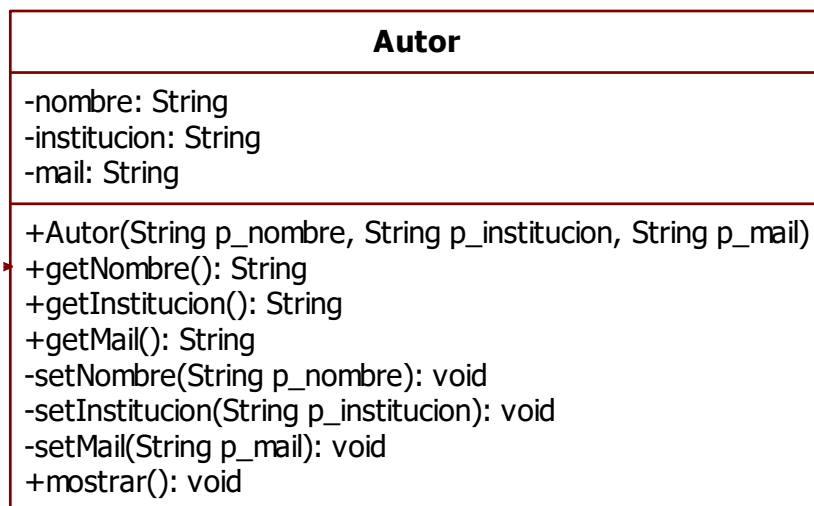 Autor
-nombre: String
-institucion: String
-mail: String
+Autor(String p_nombre, String p_institucion, String p_mail)
+getNombre(): String
+getInstitucion(): String
+getMail(): String
-setNombre(String p_nombre): void
-setInstitucion(String p_institucion): void
-setMail(String p_mail): void
+mostrar(): void